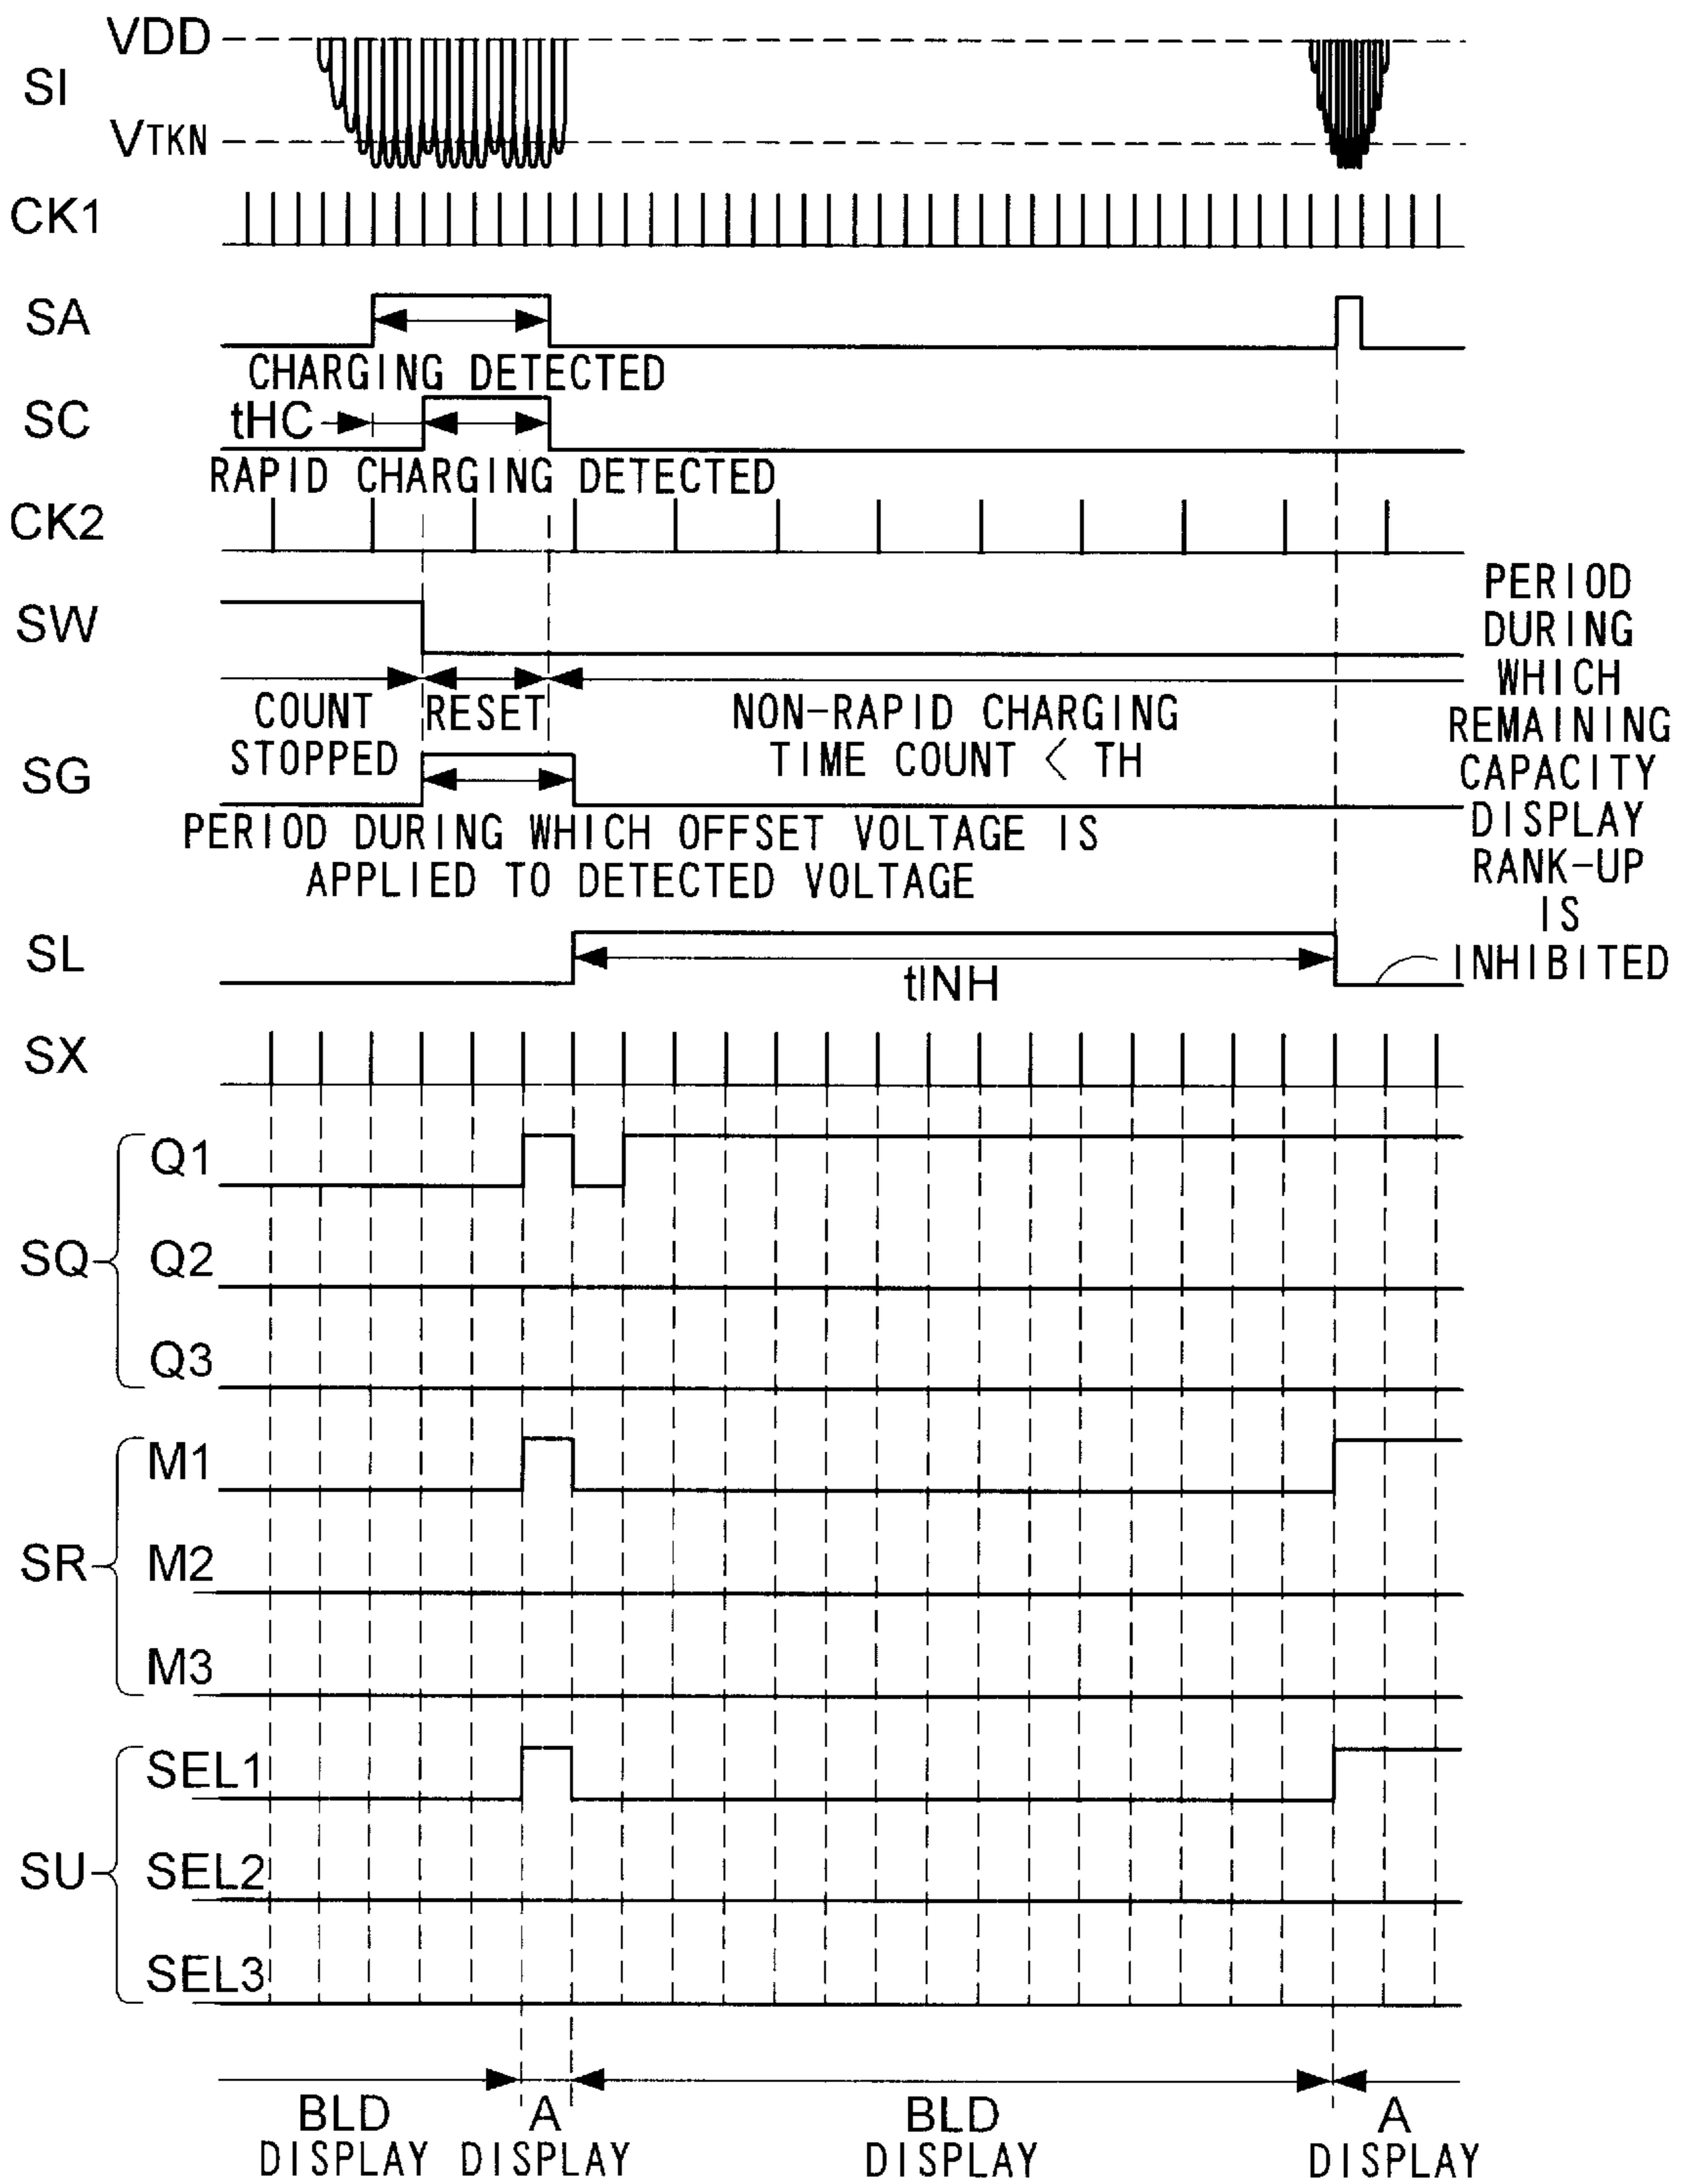 VDD
SI
VTKN
CK1
SA
CHARGING DETECTED
SC
tHC
RAPID CHARGING DETECTED
CK2
SW
COUNT
STOPPED
RESET
NON-RAPID CHARGING
TIME COUNT < TH
PERIOD
DURING
WHICH
REMAINING
CAPACITY
DISPLAY
RANK-UP
IS
INHIBITED
SG
PERIOD DURING WHICH OFFSET VOLTAGE IS
APPLIED TO DETECTED VOLTAGE
SL
tINH
SX
SQ
Q1
Q2
Q3
SR
M1
M2
M3
SU
SEL1
SEL2
SEL3
BLD
DISPLAY
A
DISPLAY
BLD
DISPLAY
A
DISPLAY